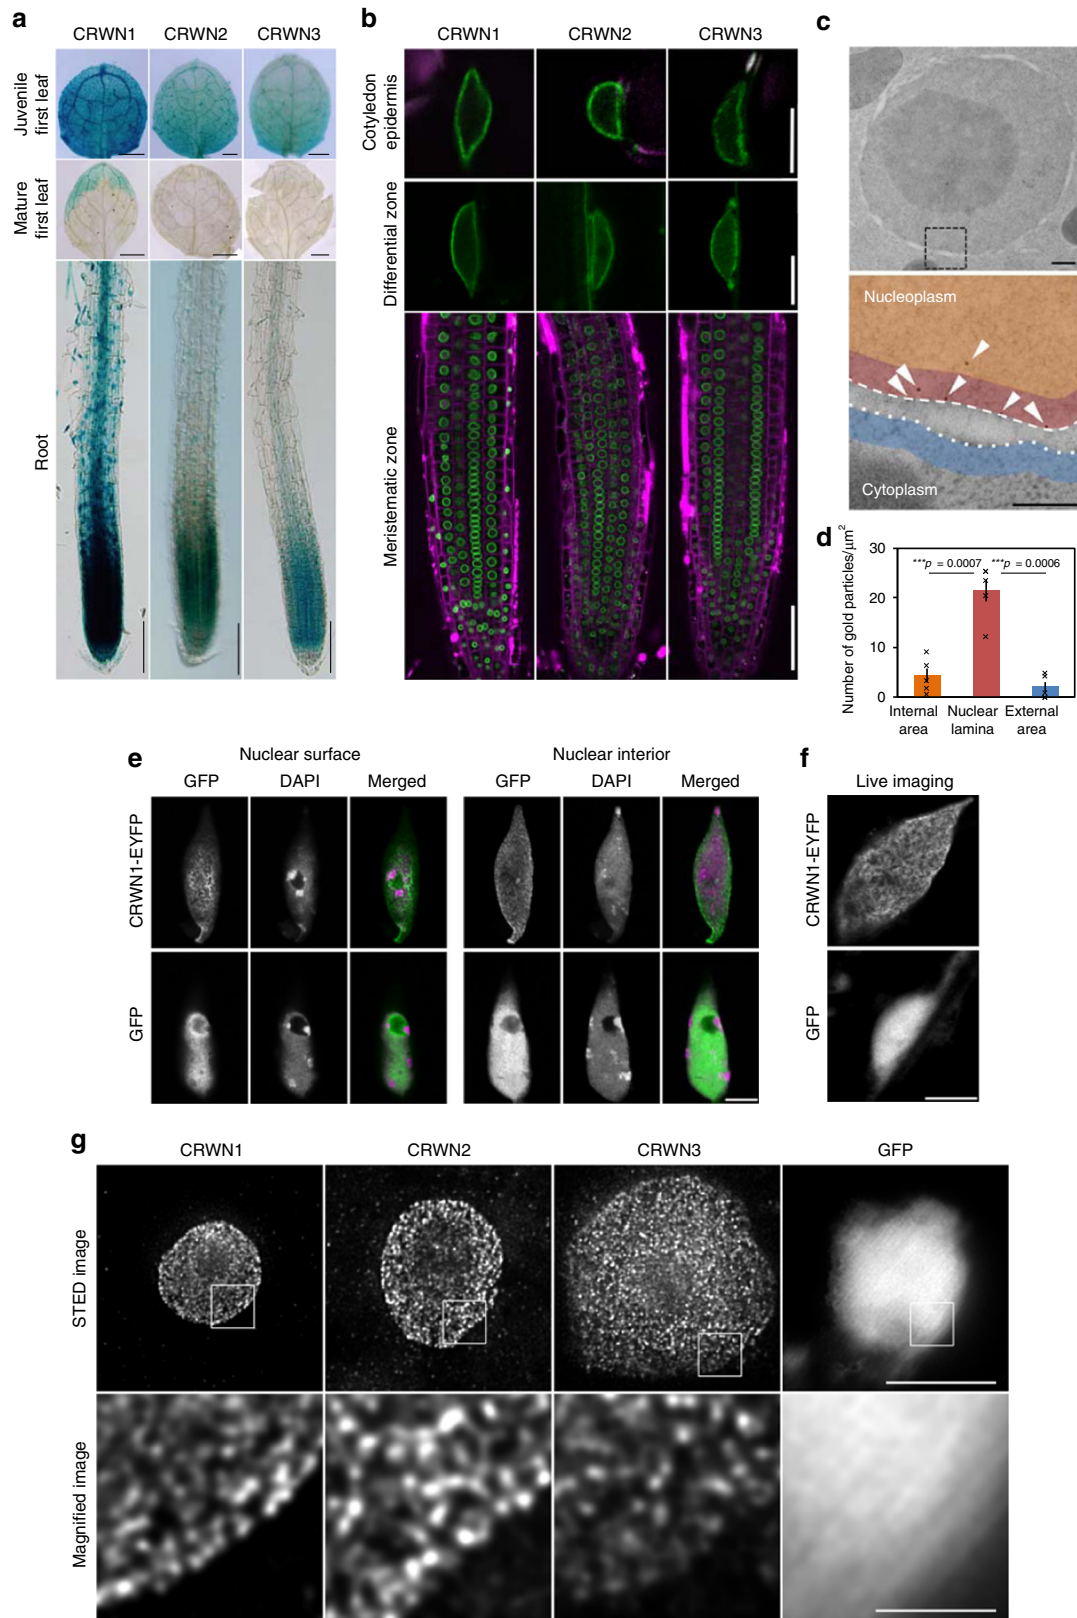 a
CRWN1 CRWN2 CRWN3
Juvenile
first leaf
Mature
first leaf
Root
b
CRWN1 CRWN2 CRWN3
Cotyledon
epidermis
Differential zone
Meristematic zone
c
Nucleoplasm
Cytoplasm
d
Number of gold particles/μm²
30
20
10
0
***p = 0.0007 ***p = 0.0006
Internal
area
Nuclear
lamina
External
area
e
Nuclear surface Nuclear interior
GFP DAPI Merged GFP DAPI Merged
CRWN1-EYFP
GFP
f
Live imaging
CRWN1-EYFP
GFP
g
CRWN1 CRWN2 CRWN3 GFP
STED image
Magnified image